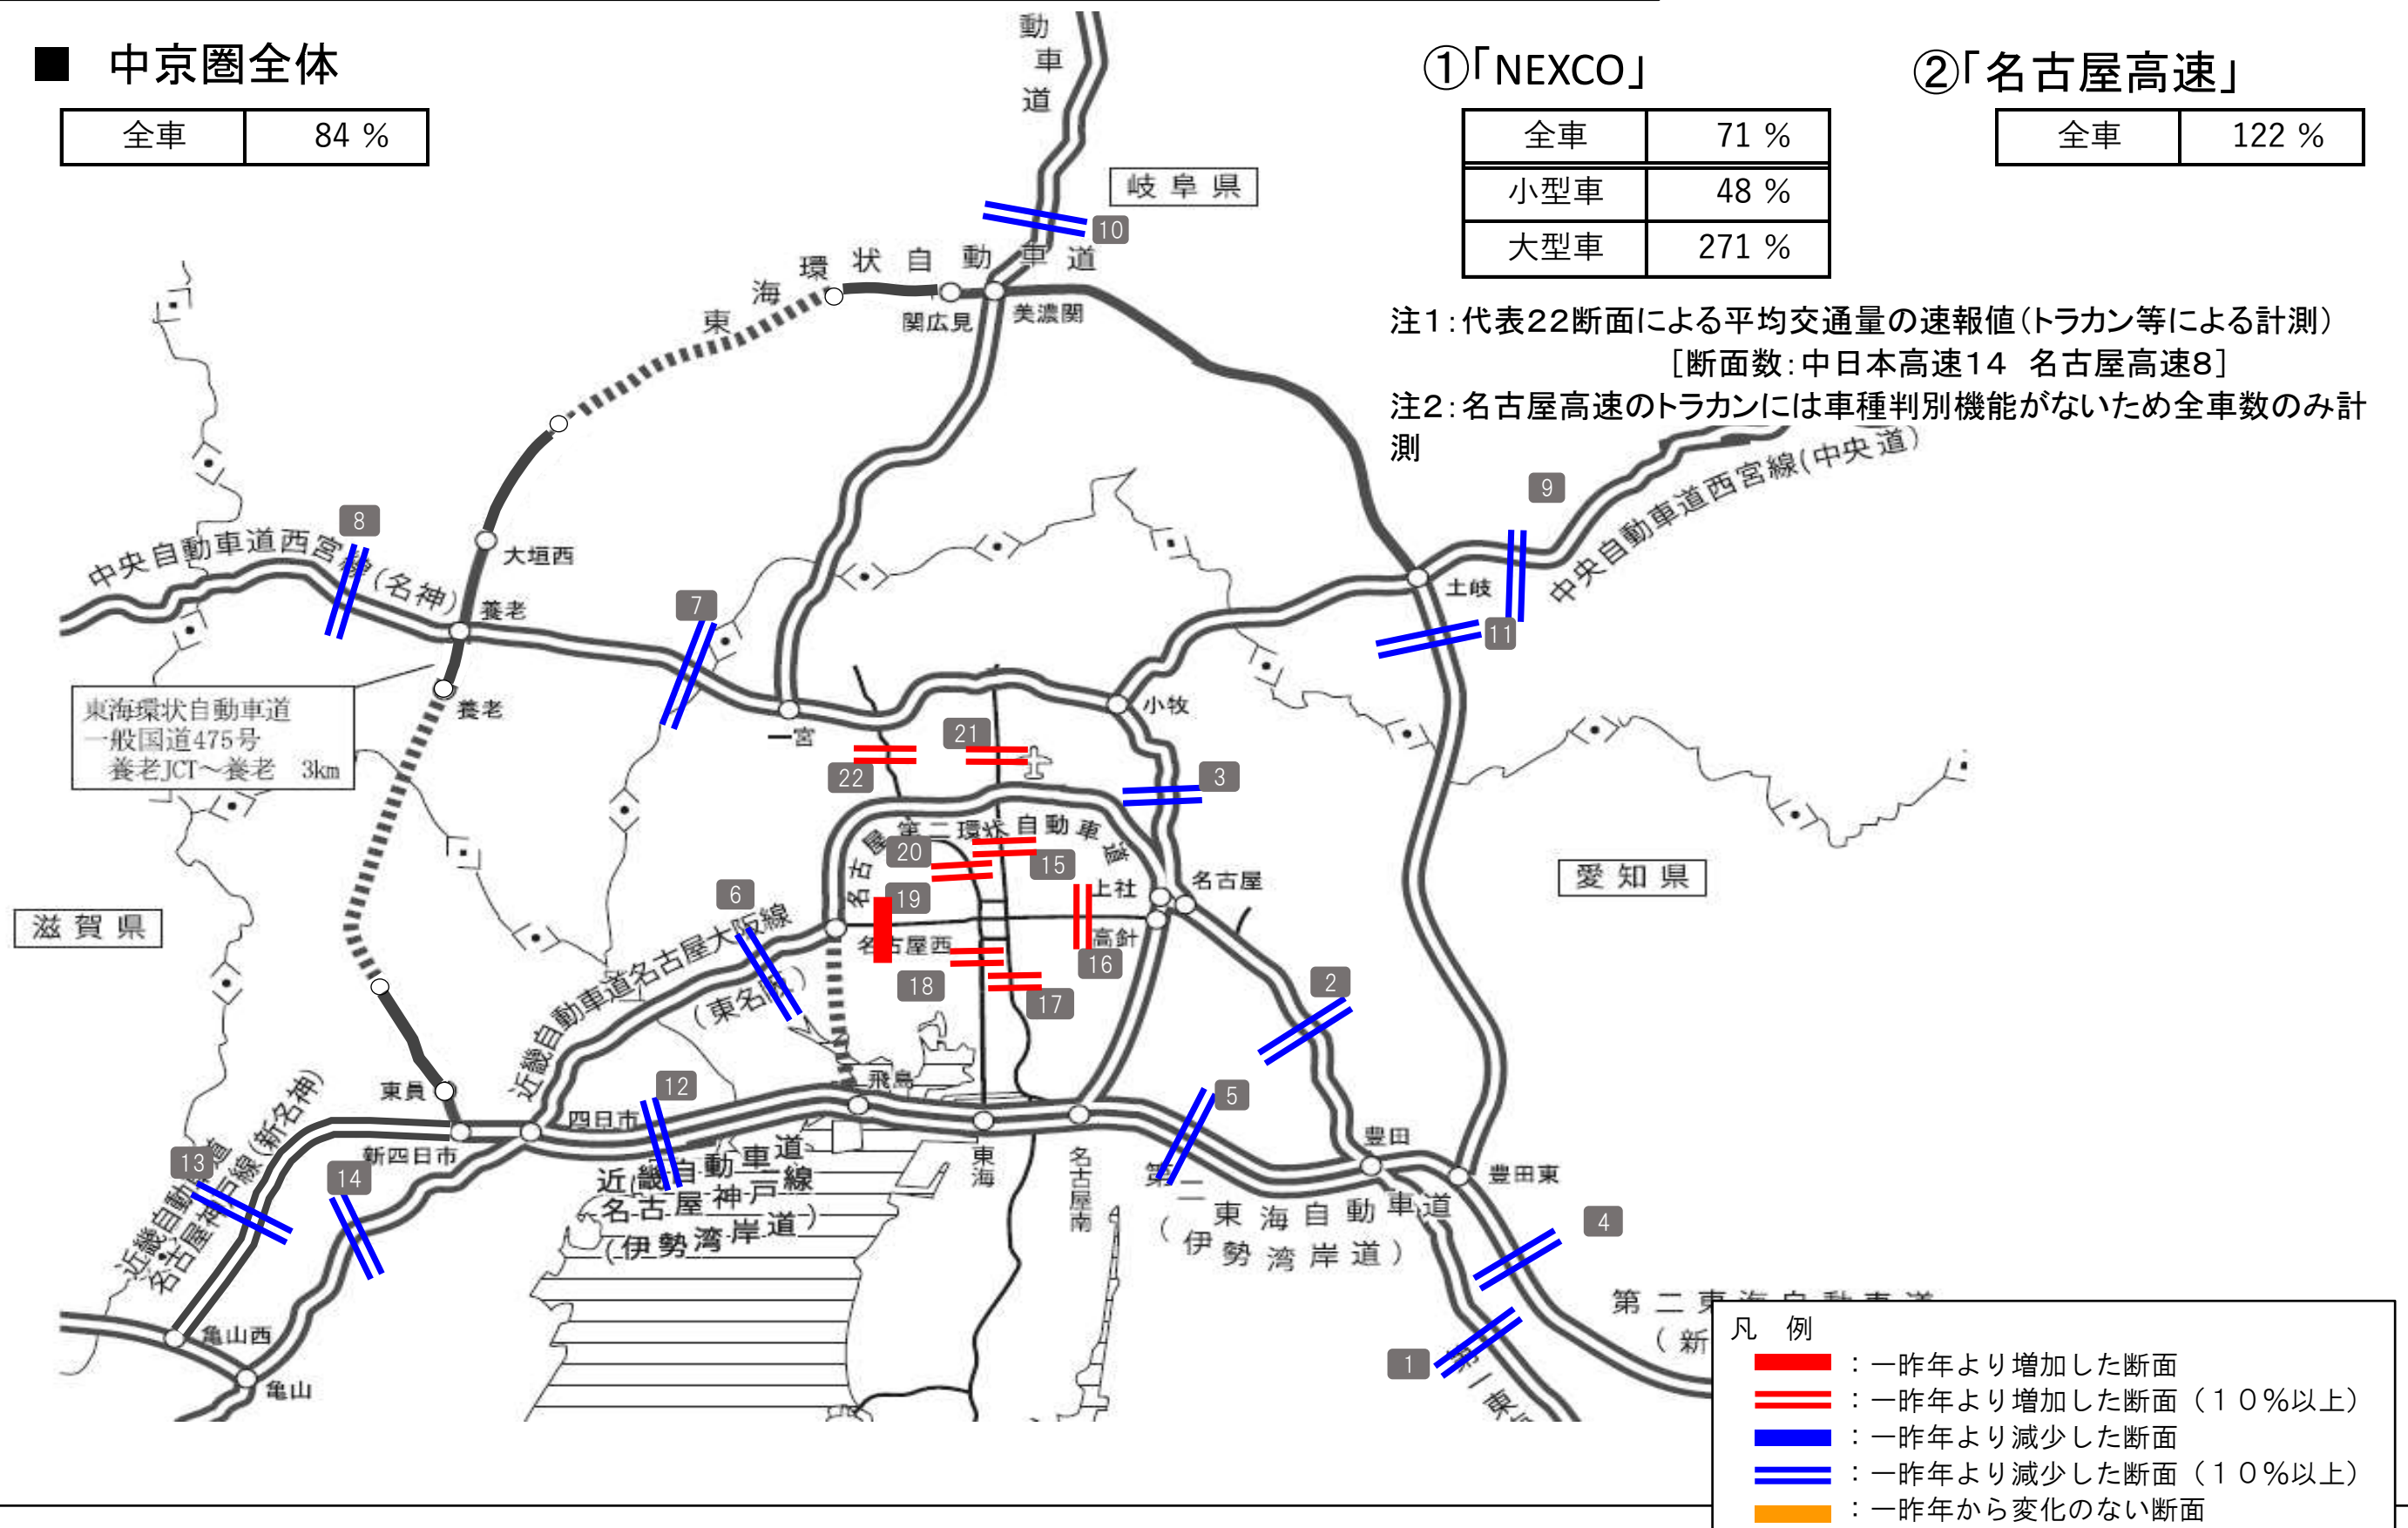 ■ 中京圏全体
全車 84 %
①「NEXCO」
全車 71 %
小型車 48 %
大型車 271 %
②「名古屋高速」
全車 122 %
注1:代表22断面による平均交通量の速報値(トラカン等による計測)
[断面数:中日本高速14 名古屋高速8]
注2:名古屋高速のトラカンには車種判別機能がないため全車数のみ計
測
動車道
岐阜県
10
東海環状自動車道
関広見
美濃関
9
中央自動車道西宮線(中央道)
8
中央自動車道西宮線(名神)
大垣西
養老
7
土岐
11
養老
東海環状自動車道
一般国道475号
養老JCT～養老 3km
一宮
小牧
21
22
3
名古屋第二環状自動車道
20
15
上社
名古屋
愛知県
19
6
滋賀県
名古屋西
高針
16
近畿自動車道名古屋大阪線
(東名阪)
18
17
2
東員
飛島
12
四日市
5
新四日市
13
14
近畿自動車道
名古屋神戸線(新名神)
近畿自動車道
名古屋神戸線
(伊勢湾岸道)
東海
名古屋南
豊田
豊田東
第二東海自動車道
(伊勢湾岸道)
4
亀山西
亀山
1
第二東海自動車道
(新
第一東
凡 例
:一昨年より増加した断面
:一昨年より増加した断面(10%以上)
:一昨年より減少した断面
:一昨年より減少した断面(10%以上)
:一昨年から変化のない断面